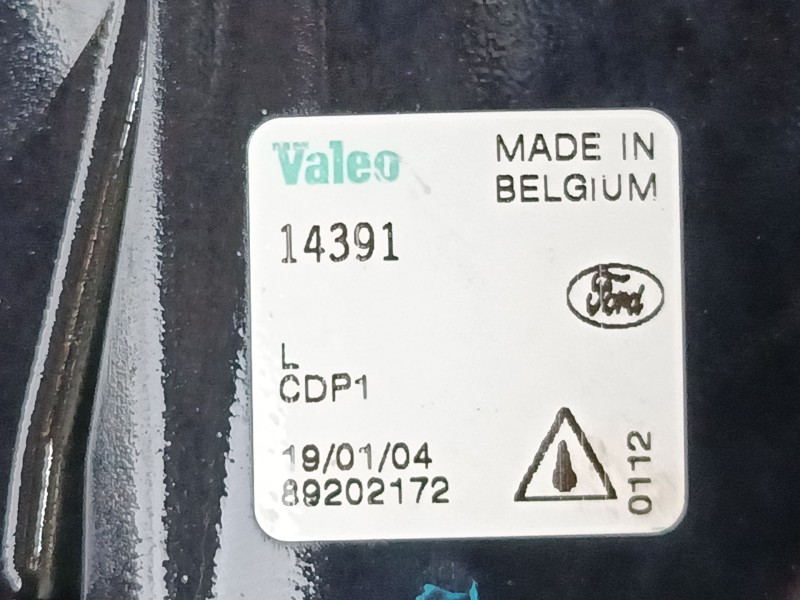 Valeo
MADE IN
BELGIUM
14391
Ford
L
CDP1
19/01/04
89202172
0112